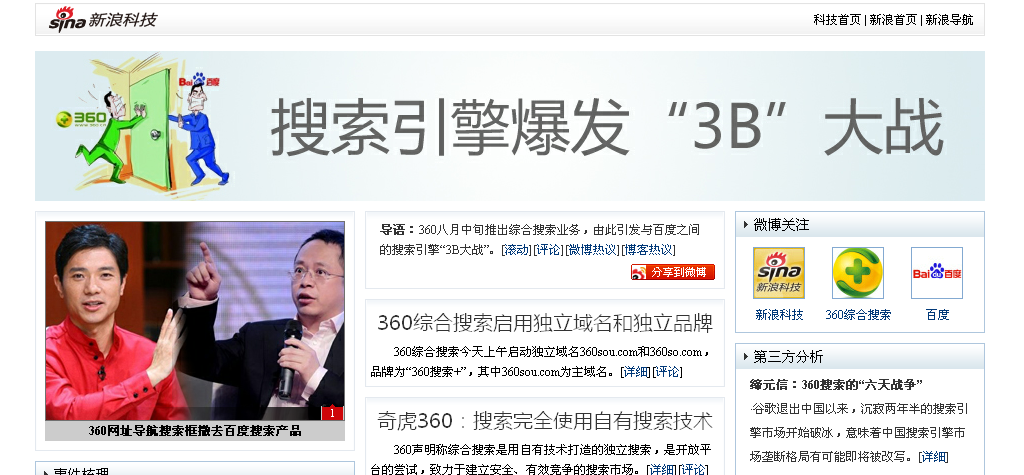 sina 新浪科技
科技首页 | 新浪首页 | 新浪导航
360
Bai百度
搜索引擎爆发“3B”大战
1
360网址导航搜索框撤去百度搜索产品
事件梳理
导语：360八月中旬推出综合搜索业务，由此引发与百度之间
的搜索引擎“3B大战”。[滚动][评论][微博热议][博客热议]
分享到微博
360综合搜索启用独立域名和独立品牌
360综合搜索今天上午启动独立域名360sou.com和360so.com，
品牌为“360搜索+”，其中360sou.com为主域名。[详细][评论]
奇虎360：搜索完全使用自有搜索技术
360声明称综合搜索是用自有技术打造的独立搜索，是开放平
台的尝试，致力于建立安全、有效竞争的搜索市场。[详细][评论]
微博关注
sina
新浪科技
Bai百度
新浪科技
360综合搜索
百度
第三方分析
缔元信：360搜索的“六天战争”
·谷歌退出中国以来，沉寂两年半的搜索引
擎市场开始破冰，意味着中国搜索引擎市
场垄断格局有可能即将被改写。[详细]